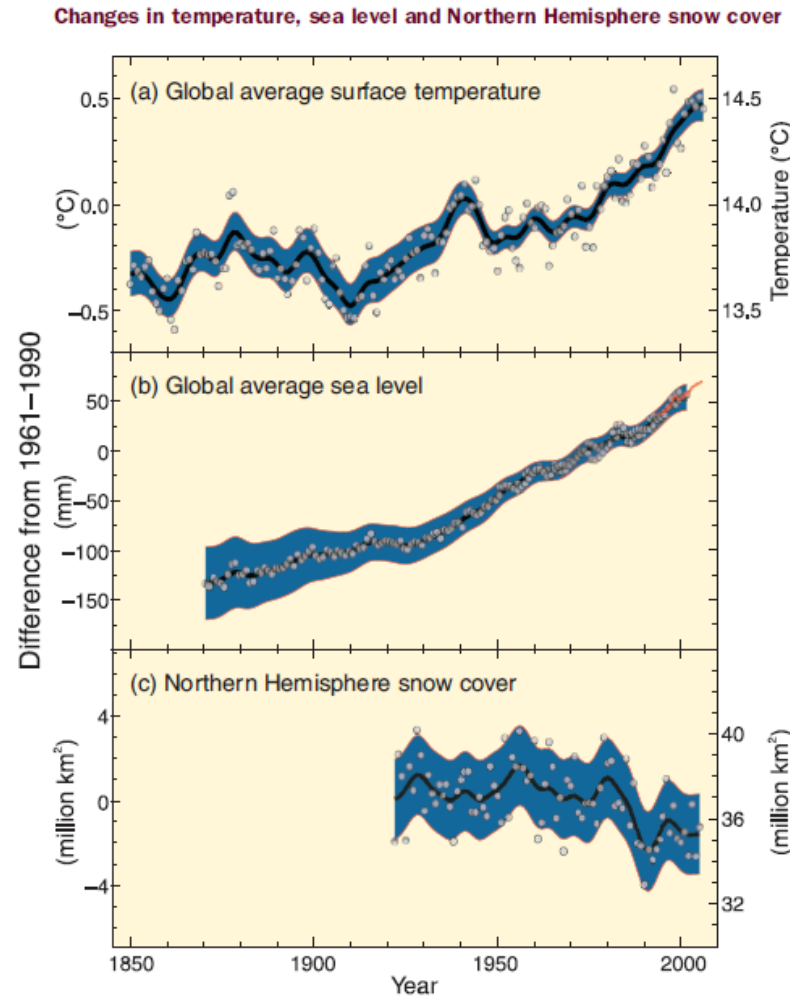 Changes in temperature, sea level and Northern Hemisphere snow cover
(a) Global average surface temperature
0.5
0.0
−0.5
(°C)
14.5
14.0
13.5
Temperature (°C)
Difference from 1961–1990
(b) Global average sea level
50
0
−50
−100
−150
(mm)
(c) Northern Hemisphere snow cover
4
0
−4
(million km²)
40
36
32
(million km²)
1850
1900
1950
2000
Year